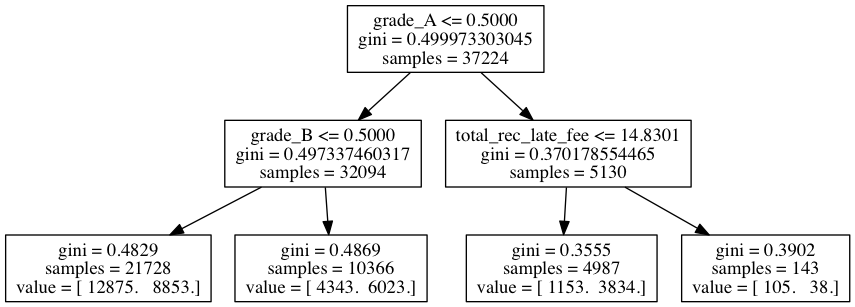 grade_A <= 0.5000
gini = 0.499973303045
samples = 37224
grade_B <= 0.5000
gini = 0.497337460317
samples = 32094
total_rec_late_fee <= 14.8301
gini = 0.370178554465
samples = 5130
gini = 0.4829
samples = 21728
value = [ 12875. 8853.]
gini = 0.4869
samples = 10366
value = [ 4343. 6023.]
gini = 0.3555
samples = 4987
value = [ 1153. 3834.]
gini = 0.3902
samples = 143
value = [ 105. 38.]